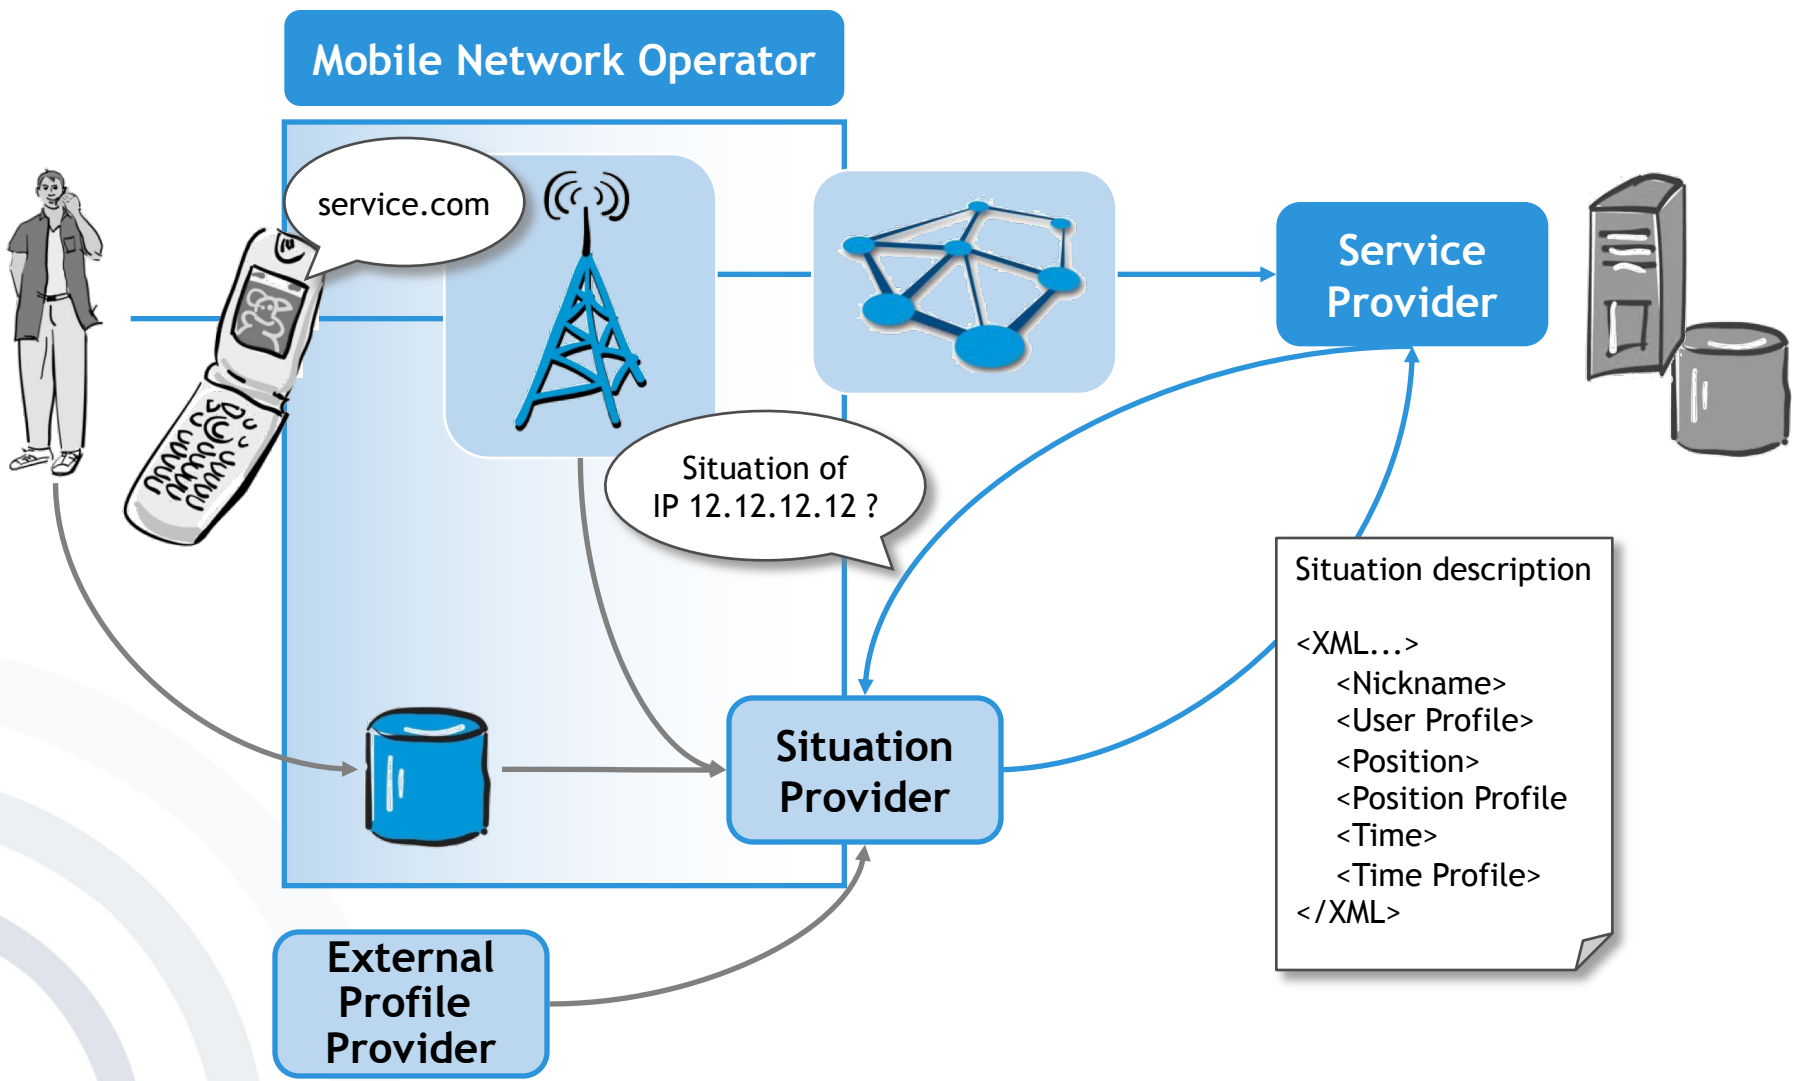 Mobile Network Operator
service.com
Service
Provider
Situation of
IP 12.12.12.12 ?
Situation
Provider
External
Profile
Provider
Situation description
<XML...>
<Nickname>
<User Profile>
<Position>
<Position Profile
<Time>
<Time Profile>
</XML>